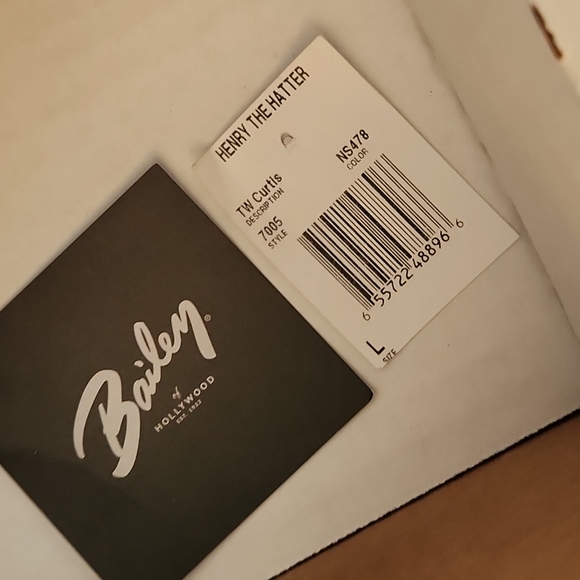 HENRY THE HATTER
TW Curtis
DESCRIPTION
NS478
COLOR
7005
STYLE
6 55722 48896 6
L
SIZE
Bailey®
of
HOLLYWOOD
EST. 1922